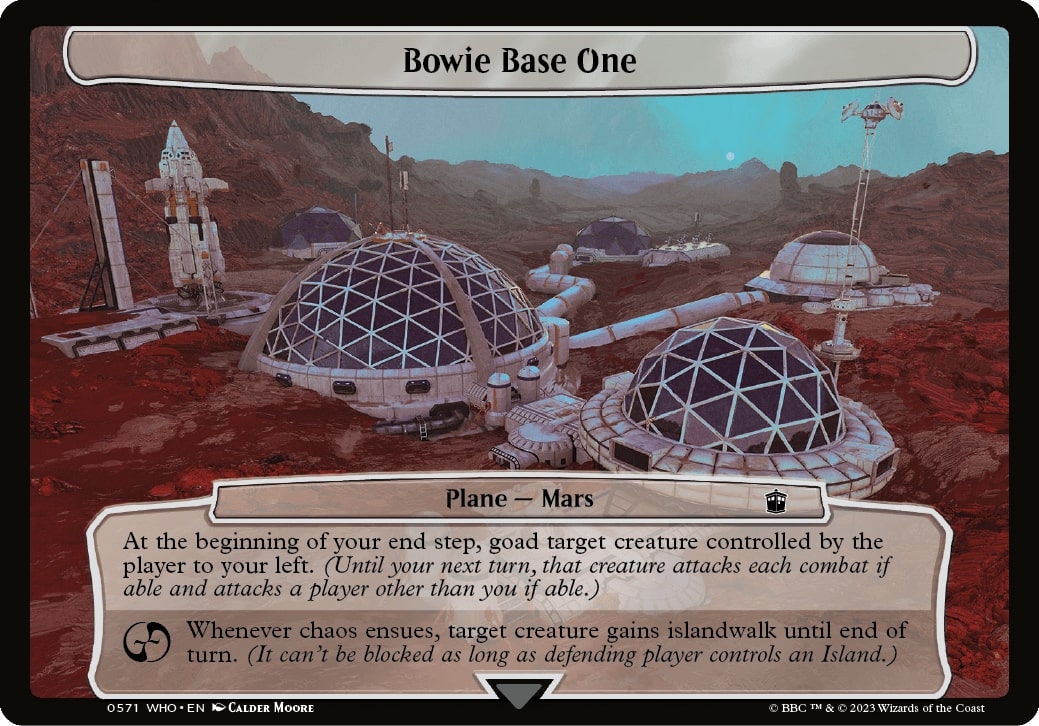 Bowie Base One
Plane — Mars
At the beginning of your end step, goad target creature controlled by the
player to your left. (Until your next turn, that creature attacks each combat if
able and attacks a player other than you if able.)
Whenever chaos ensues, target creature gains islandwalk until end of
turn. (It can't be blocked as long as defending player controls an Island.)
0571 WHO • EN Calder Moore
© BBC ™ & © 2023 Wizards of the Coast